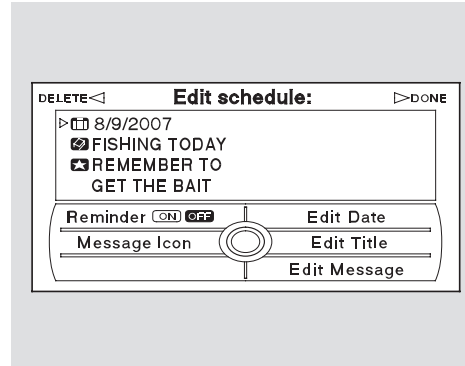 DELETE Edit schedule: DONE
8/9/2007
FISHING TODAY
REMEMBER TO
GET THE BAIT
Reminder ON OFF Edit Date
Message Icon Edit Title
Edit Message